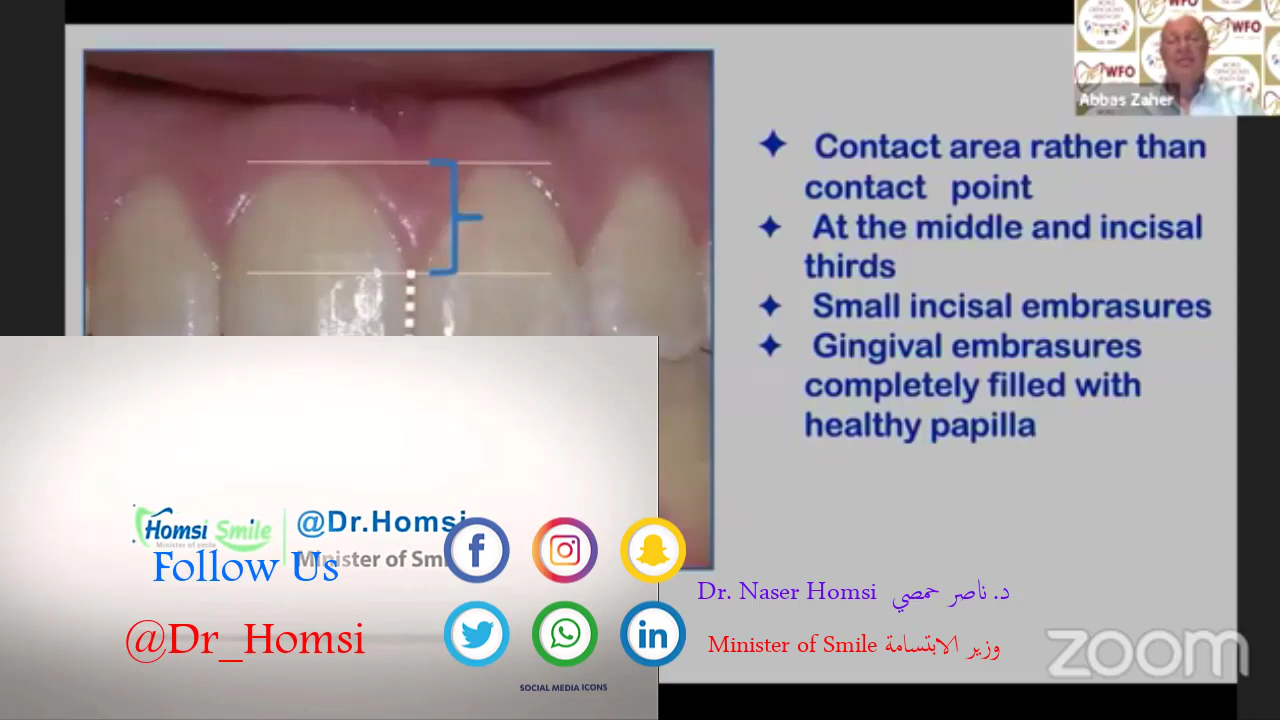 WFO
WFO
WFO
Abbas Zaher
✦ Contact area rather than
contact point
✦ At the middle and incisal
thirds
✦ Small incisal embrasures
✦ Gingival embrasures
completely filled with
healthy papilla
Homsi Smile
Minister of smile
@Dr.Homsi
Minister of Smi
Follow Us
@Dr_Homsi
SOCIAL MEDIA ICONS
Dr. Naser Homsi د. ناصر حمصي
Minister of Smile وزير الابتسامة
zoom